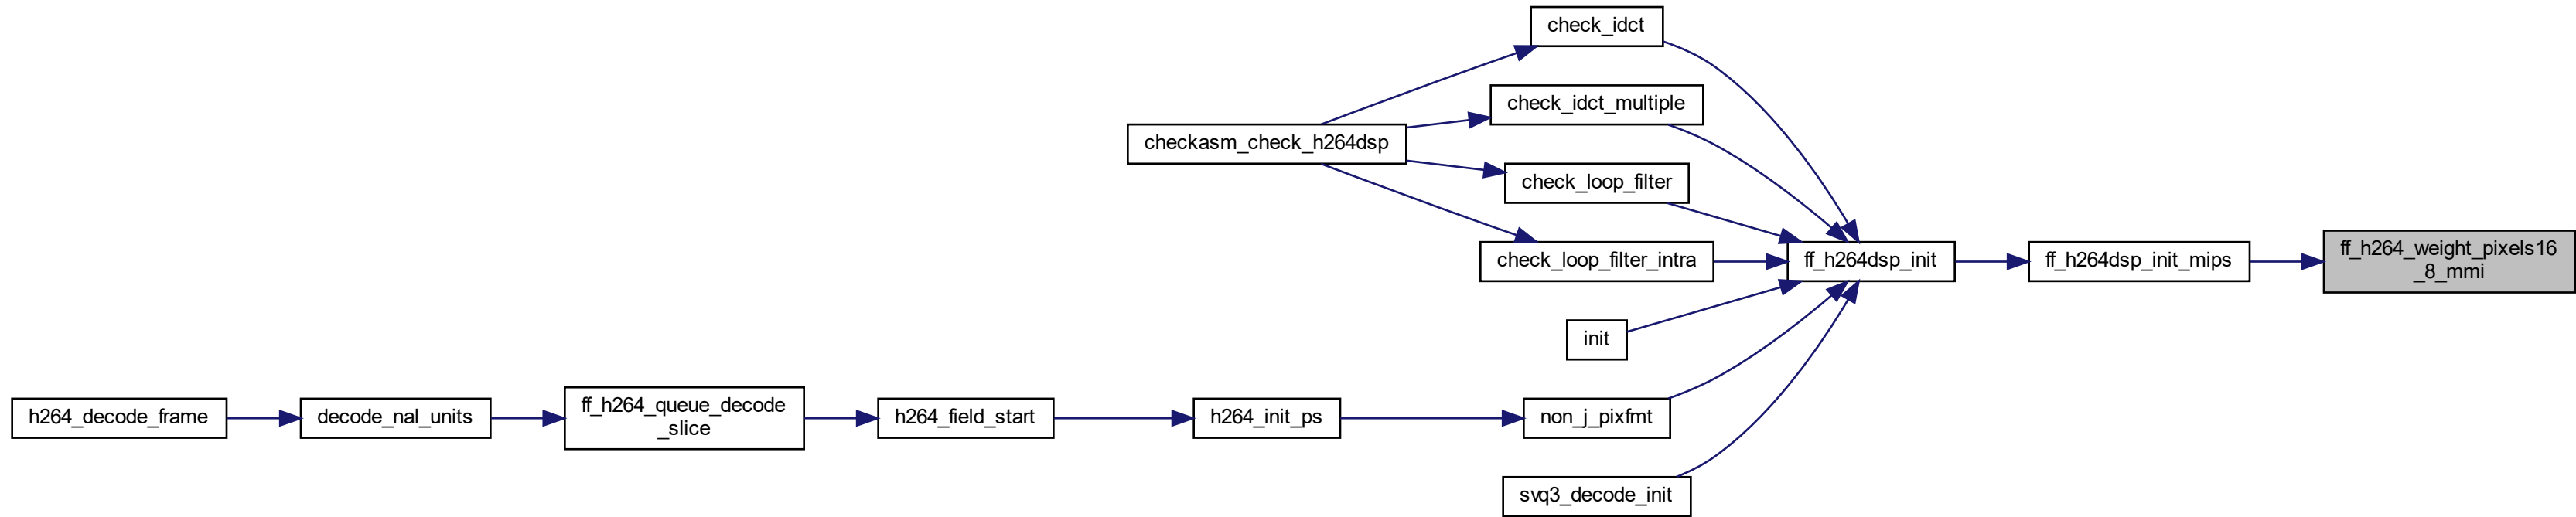 check_idct
check_idct_multiple
checkasm_check_h264dsp
check_loop_filter
check_loop_filter_intra
ff_h264dsp_init
ff_h264dsp_init_mips
ff_h264_weight_pixels16
_8_mmi
init
h264_decode_frame
decode_nal_units
ff_h264_queue_decode
_slice
h264_field_start
h264_init_ps
non_j_pixfmt
svq3_decode_init